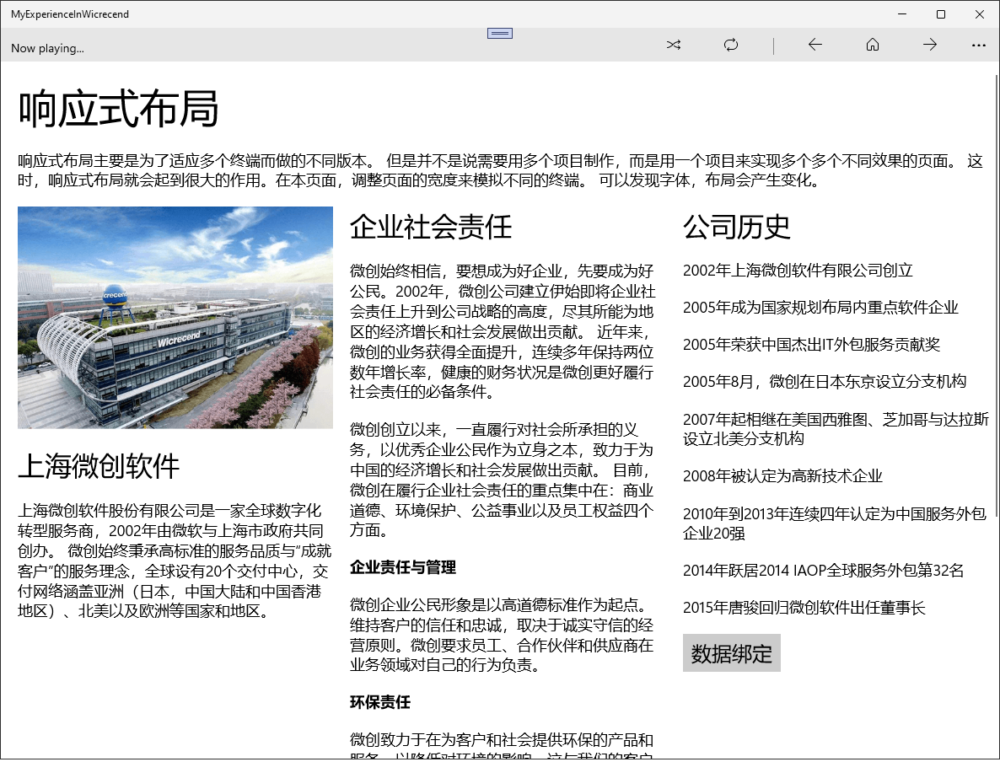 MyExperienceInWicrecend
Now playing...
响应式布局
响应式布局主要是为了适应多个终端而做的不同版本。 但是并不是说需要用多个项目制作，而是用一个项目来实现多个多个不同效果的页面。 这
时，响应式布局就会起到很大的作用。在本页面，调整页面的宽度来模拟不同的终端。 可以发现字体，布局会产生变化。
Wicrecend
上海微创软件
上海微创软件股份有限公司是一家全球数字化
转型服务商，2002年由微软与上海市政府共同
创办。 微创始终秉承高标准的服务品质与“成就
客户”的服务理念，全球设有20个交付中心，交
付网络涵盖亚洲（日本，中国大陆和中国香港
地区）、北美以及欧洲等国家和地区。
企业社会责任
微创始终相信，要想成为好企业，先要成为好
公民。2002年，微创公司建立伊始即将企业社
会责任上升到公司战略的高度，尽其所能为地
区的经济增长和社会发展做出贡献。 近年来，
微创的业务获得全面提升，连续多年保持两位
数年增长率，健康的财务状况是微创更好履行
社会责任的必备条件。
微创创立以来，一直履行对社会所承担的义
务，以优秀企业公民作为立身之本，致力于为
中国的经济增长和社会发展做出贡献。 目前，
微创在履行企业社会责任的重点集中在：商业
道德、环境保护、公益事业以及员工权益四个
方面。
企业责任与管理
微创企业公民形象是以高道德标准作为起点。
维持客户的信任和忠诚，取决于诚实守信的经
营原则。微创要求员工、合作伙伴和供应商在
业务领域对自己的行为负责。
环保责任
微创致力于在为客户和社会提供环保的产品和
服务，以降低对环境的影响。这与我们的客户
公司历史
2002年上海微创软件有限公司创立
2005年成为国家规划布局内重点软件企业
2005年荣获中国杰出IT外包服务贡献奖
2005年8月，微创在日本东京设立分支机构
2007年起相继在美国西雅图、芝加哥与达拉斯
设立北美分支机构
2008年被认定为高新技术企业
2010年到2013年连续四年认定为中国服务外包
企业20强
2014年跃居2014 IAOP全球服务外包第32名
2015年唐骏回归微创软件出任董事长
数据绑定